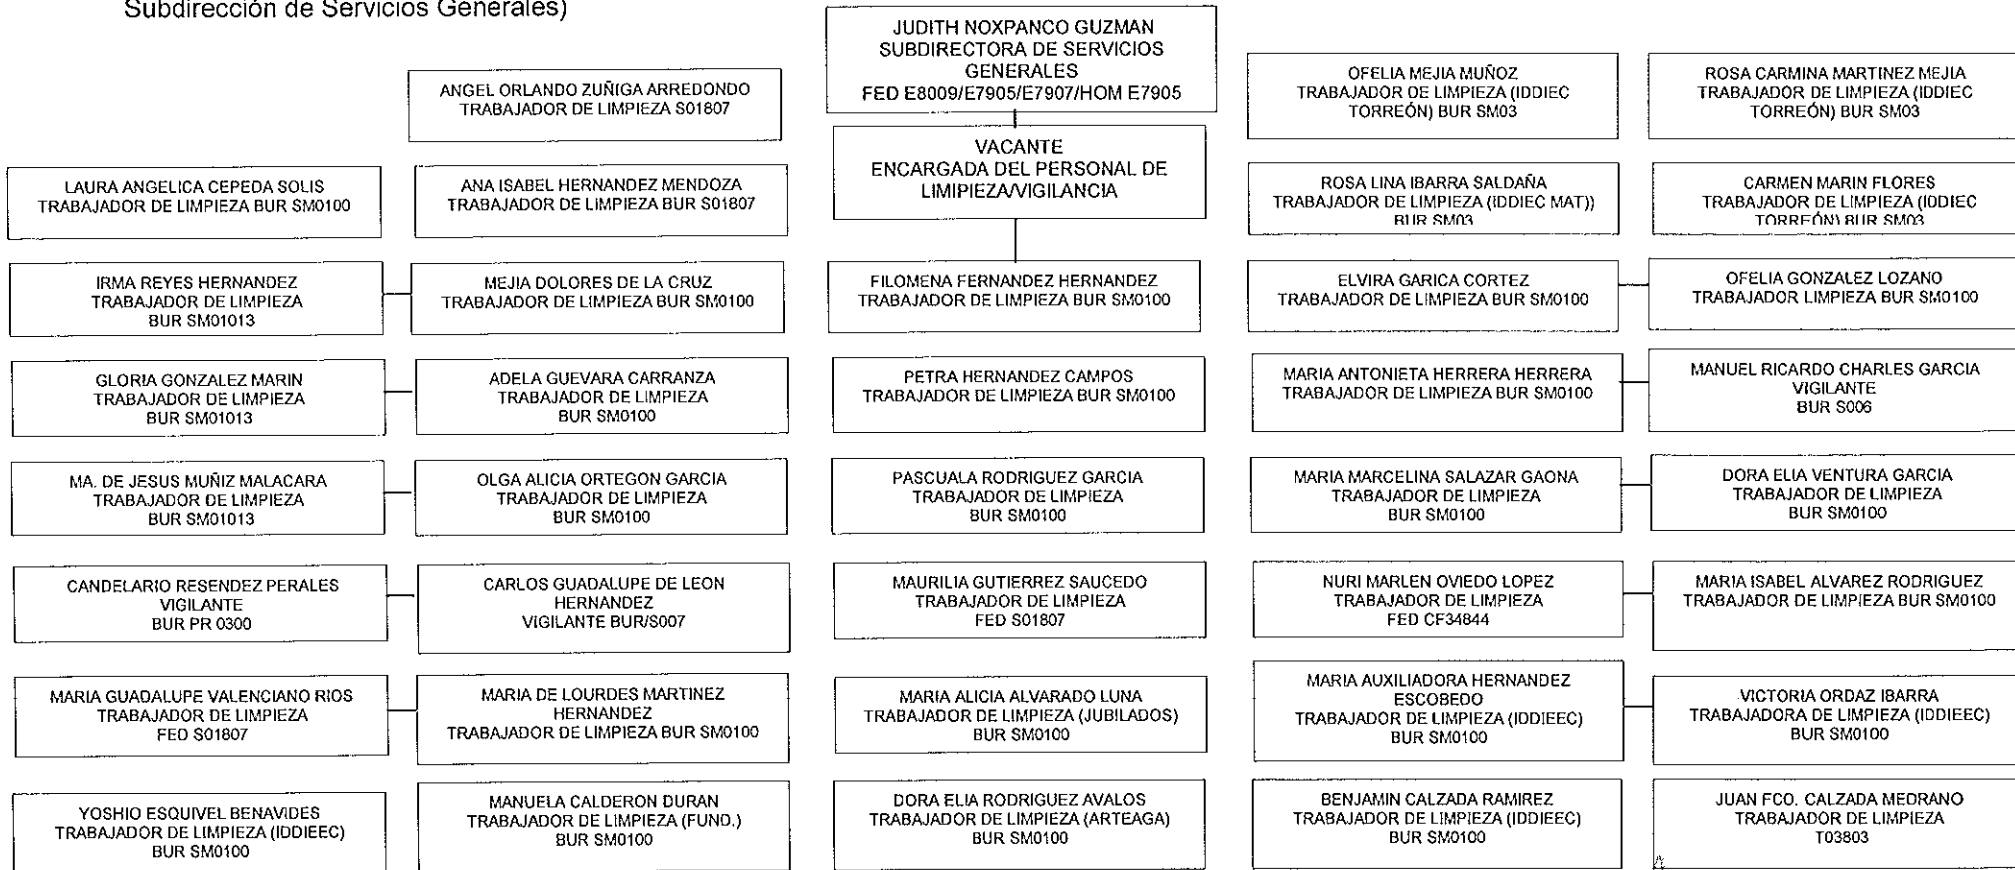 Subdirección de Servicios Generales)
JUDITH NOXPANCO GUZMAN
SUBDIRECTORA DE SERVICIOS
GENERALES
FED E8009/E7905/E7907/HOM E7905
ANGEL ORLANDO ZUÑIGA ARREDONDO
TRABAJADOR DE LIMPIEZA S01807
OFELIA MEJIA MUÑOZ
TRABAJADOR DE LIMPIEZA (IDDIEC
TORREÓN) BUR SM03
ROSA CARMINA MARTINEZ MEJIA
TRABAJADOR DE LIMPIEZA (IDDIEC
TORREÓN) BUR SM03
VACANTE
ENCARGADA DEL PERSONAL DE
LIMIPIEZA/VIGILANCIA
LAURA ANGELICA CEPEDA SOLIS
TRABAJADOR DE LIMPIEZA BUR SM0100
ANA ISABEL HERNANDEZ MENDOZA
TRABAJADOR DE LIMPIEZA BUR S01807
ROSA LINA IBARRA SALDAÑA
TRABAJADOR DE LIMPIEZA (IDDIEC MAT))
BUR SM03
CARMEN MARIN FLORES
TRABAJADOR DE LIMPIEZA (IDDIEC
TORREÓN) BUR SM03
IRMA REYES HERNANDEZ
TRABAJADOR DE LIMPIEZA
BUR SM01013
MEJIA DOLORES DE LA CRUZ
TRABAJADOR DE LIMPIEZA BUR SM0100
FILOMENA FERNANDEZ HERNANDEZ
TRABAJADOR DE LIMPIEZA BUR SM0100
ELVIRA GARICA CORTEZ
TRABAJADOR DE LIMPIEZA BUR SM0100
OFELIA GONZALEZ LOZANO
TRABAJADOR LIMPIEZA BUR SM0100
GLORIA GONZALEZ MARIN
TRABAJADOR DE LIMPIEZA
BUR SM01013
ADELA GUEVARA CARRANZA
TRABAJADOR DE LIMPIEZA
BUR SM0100
PETRA HERNANDEZ CAMPOS
TRABAJADOR DE LIMPIEZA BUR SM0100
MARIA ANTONIETA HERRERA HERRERA
TRABAJADOR DE LIMPIEZA BUR SM0100
MANUEL RICARDO CHARLES GARCIA
VIGILANTE
BUR S006
MA. DE JESUS MUÑIZ MALACARA
TRABAJADOR DE LIMPIEZA
BUR SM01013
OLGA ALICIA ORTEGON GARCIA
TRABAJADOR DE LIMPIEZA
BUR SM0100
PASCUALA RODRIGUEZ GARCIA
TRABAJADOR DE LIMPIEZA
BUR SM0100
MARIA MARCELINA SALAZAR GAONA
TRABAJADOR DE LIMPIEZA
BUR SM0100
DORA ELIA VENTURA GARCIA
TRABAJADOR DE LIMPIEZA
BUR SM0100
CANDELARIO RESENDEZ PERALES
VIGILANTE
BUR PR 0300
CARLOS GUADALUPE DE LEON
HERNANDEZ
VIGILANTE BUR/S007
MAURILIA GUTIERREZ SAUCEDO
TRABAJADOR DE LIMPIEZA
FED S01807
NURI MARLEN OVIEDO LOPEZ
TRABAJADOR DE LIMPIEZA
FED CF34844
MARIA ISABEL ALVAREZ RODRIGUEZ
TRABAJADOR DE LIMPIEZA BUR SM0100
MARIA GUADALUPE VALENCIANO RIOS
TRABAJADOR DE LIMPIEZA
FED S01807
MARIA DE LOURDES MARTINEZ
HERNANDEZ
TRABAJADOR DE LIMPIEZA BUR SM0100
MARIA ALICIA ALVARADO LUNA
TRABAJADOR DE LIMPIEZA (JUBILADOS)
BUR SM0100
MARIA AUXILIADORA HERNANDEZ
ESCOBEDO
TRABAJADOR DE LIMPIEZA (IDDIEEC)
BUR SM0100
VICTORIA ORDAZ IBARRA
TRABAJADORA DE LIMPIEZA (IDDIEEC)
BUR SM0100
YOSHIO ESQUIVEL BENAVIDES
TRABAJADOR DE LIMPIEZA (IDDIEEC)
BUR SM0100
MANUELA CALDERON DURAN
TRABAJADOR DE LIMPIEZA (FUND.)
BUR SM0100
DORA ELIA RODRIGUEZ AVALOS
TRABAJADOR DE LIMPIEZA (ARTEAGA)
BUR SM0100
BENJAMIN CALZADA RAMIREZ
TRABAJADOR DE LIMPIEZA (IDDIEEC)
BUR SM0100
JUAN FCO. CALZADA MEDRANO
TRABAJADOR DE LIMPIEZA
T03803